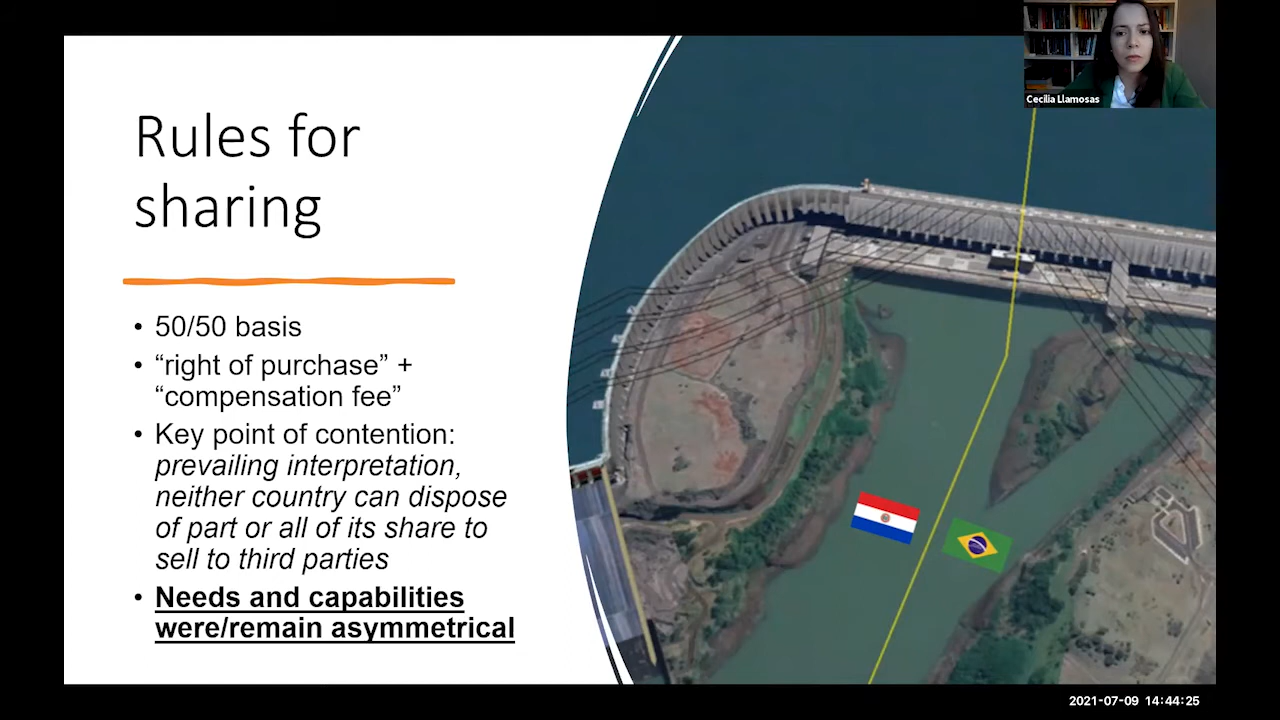 Cecilia Llamosas
Rules for
sharing
• 50/50 basis
• “right of purchase” +
“compensation fee”
• Key point of contention:
prevailing interpretation,
neither country can dispose
of part or all of its share to
sell to third parties
• Needs and capabilities
were/remain asymmetrical
2021-07-09 14:44:25